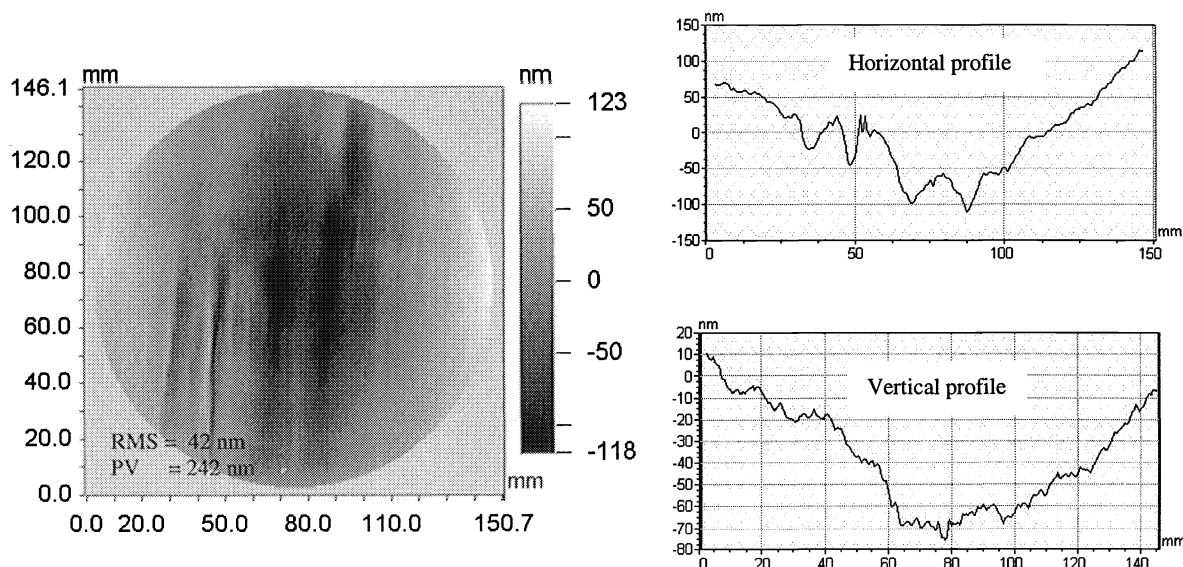 mm
146.1
120.0
100.0
80.0
60.0
40.0
20.0
0.0
0.0 20.0 50.0 80.0 110.0 150.7
mm
RMS = 42 nm
PV = 242 nm
nm
123
50
0
-50
-118
nm
150
100
50
0
-50
-100
-150
0 50 100 150
mm
Horizontal profile
nm
20
10
0
-10
-20
-30
-40
-50
-60
-70
-80
0 20 40 60 80 100 120 140
mm
Vertical profile